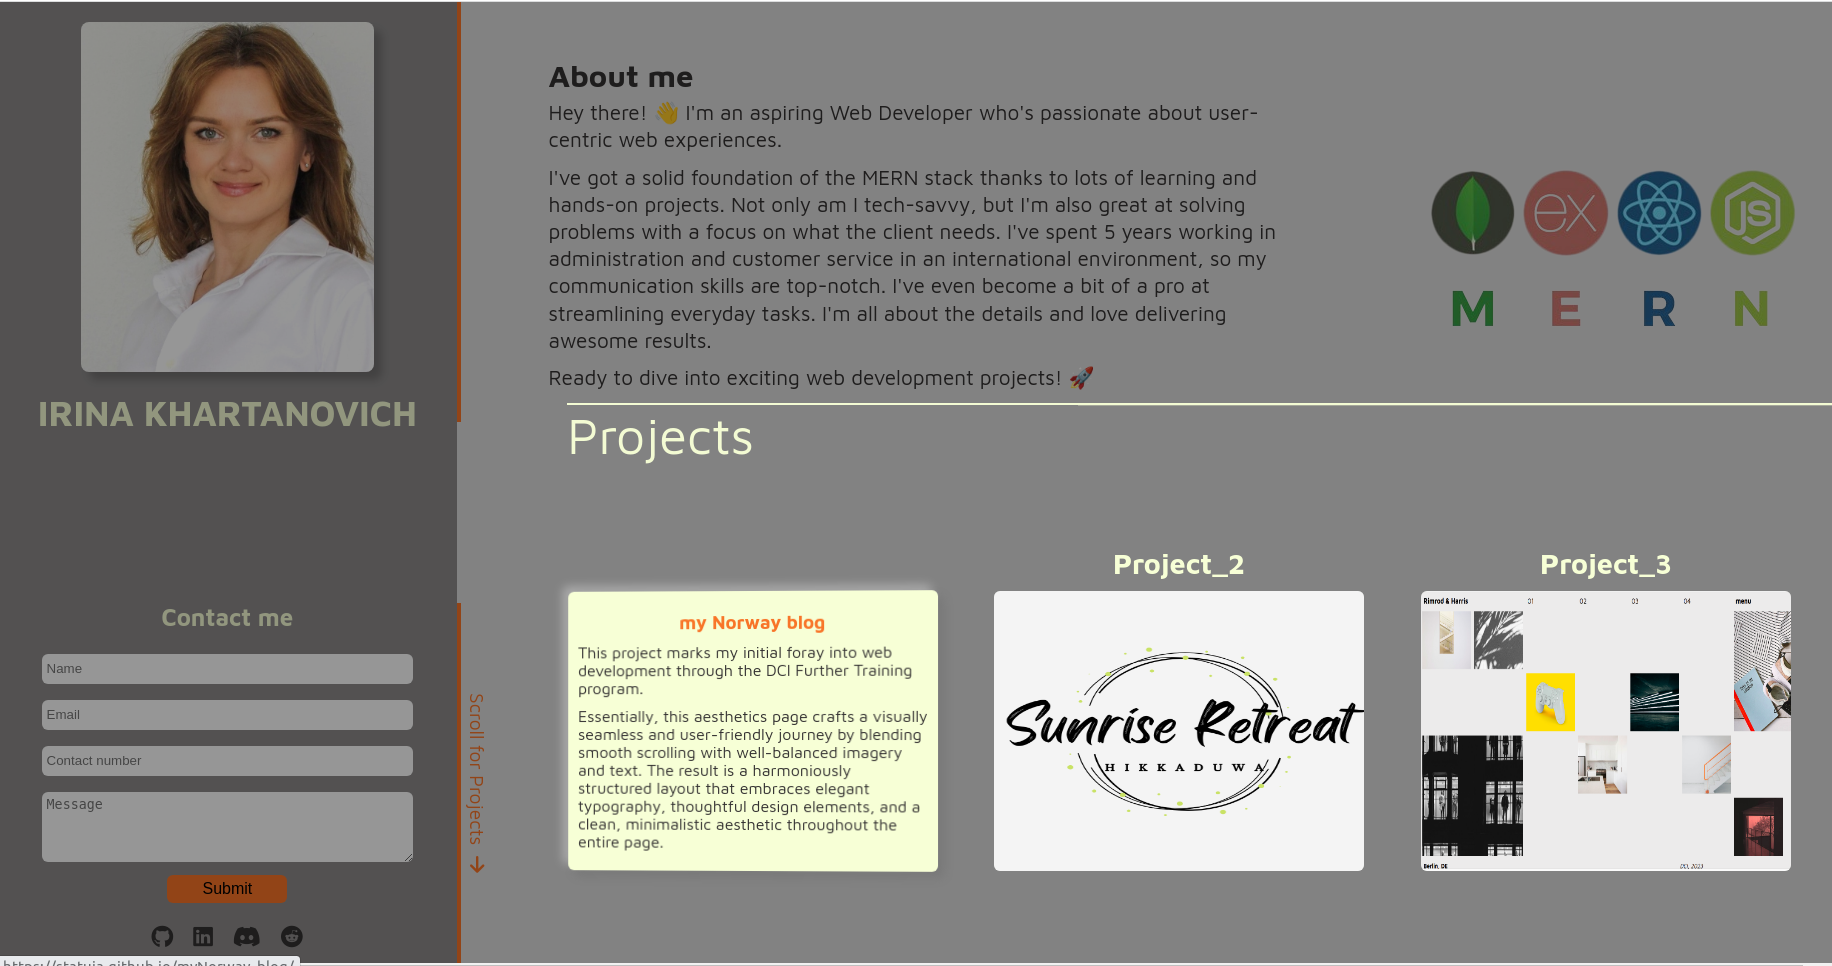 IRINA KHARTANOVICH
Contact me
Name
Email
Contact number
Message
Submit
Scroll for Projects →
About me
Hey there! 👋 I'm an aspiring Web Developer who's passionate about user-
centric web experiences.
I've got a solid foundation of the MERN stack thanks to lots of learning and
hands-on projects. Not only am I tech-savvy, but I'm also great at solving
problems with a focus on what the client needs. I've spent 5 years working in
administration and customer service in an international environment, so my
communication skills are top-notch. I've even become a bit of a pro at
streamlining everyday tasks. I'm all about the details and love delivering
awesome results.
Ready to dive into exciting web development projects! 🚀
ex
JS
M E R N
Projects
my Norway blog
This project marks my initial foray into web
development through the DCI Further Training
program.
Essentially, this aesthetics page crafts a visually
seamless and user-friendly journey by blending
smooth scrolling with well-balanced imagery
and text. The result is a harmoniously
structured layout that embraces elegant
typography, thoughtful design elements, and a
clean, minimalistic aesthetic throughout the
entire page.
Project_2
Sunrise Retreat
HIKKADUWA
Project_3
Rimrod & Harris 01 02 03 04 menu
Berlin, DE DCI, 2023